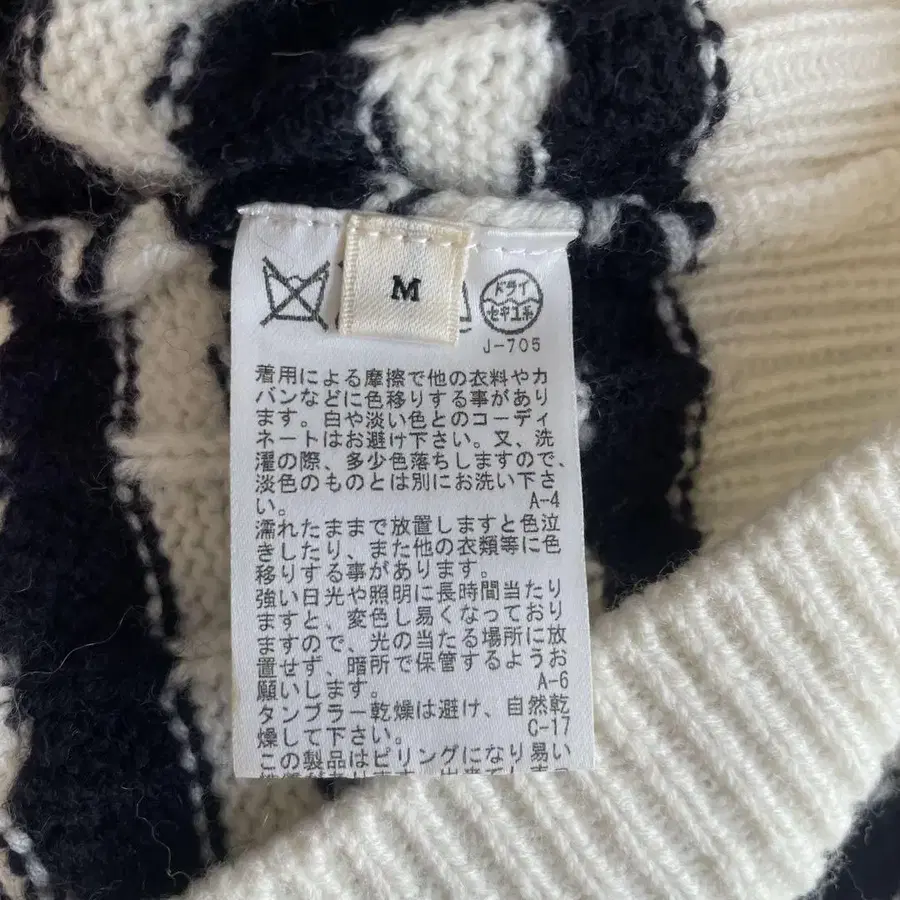 M
ドライ
セキユ系
J-705
着用による摩擦で他の衣料やカ
バンなどに色移りする事があり
ます。白や淡い色とのコーディ
ネートはお避け下さい。又、洗
濯の際、多少色落ちしますので、
淡色のものとは別にお洗い下さ
い。 A-4
濡れたままで放置しますと色泣
きしたり、また他の衣類等に色
移りする事があります。
強い日光や照明に長時間当たり
ますと、変色し易くなっており
ますので、光の当たる場所に放
置せず、暗所で保管するようお
願いします。 A-6
タンブラー乾燥は避け、自然乾
燥して下さい。 C-17
この製品はピリングになり易い